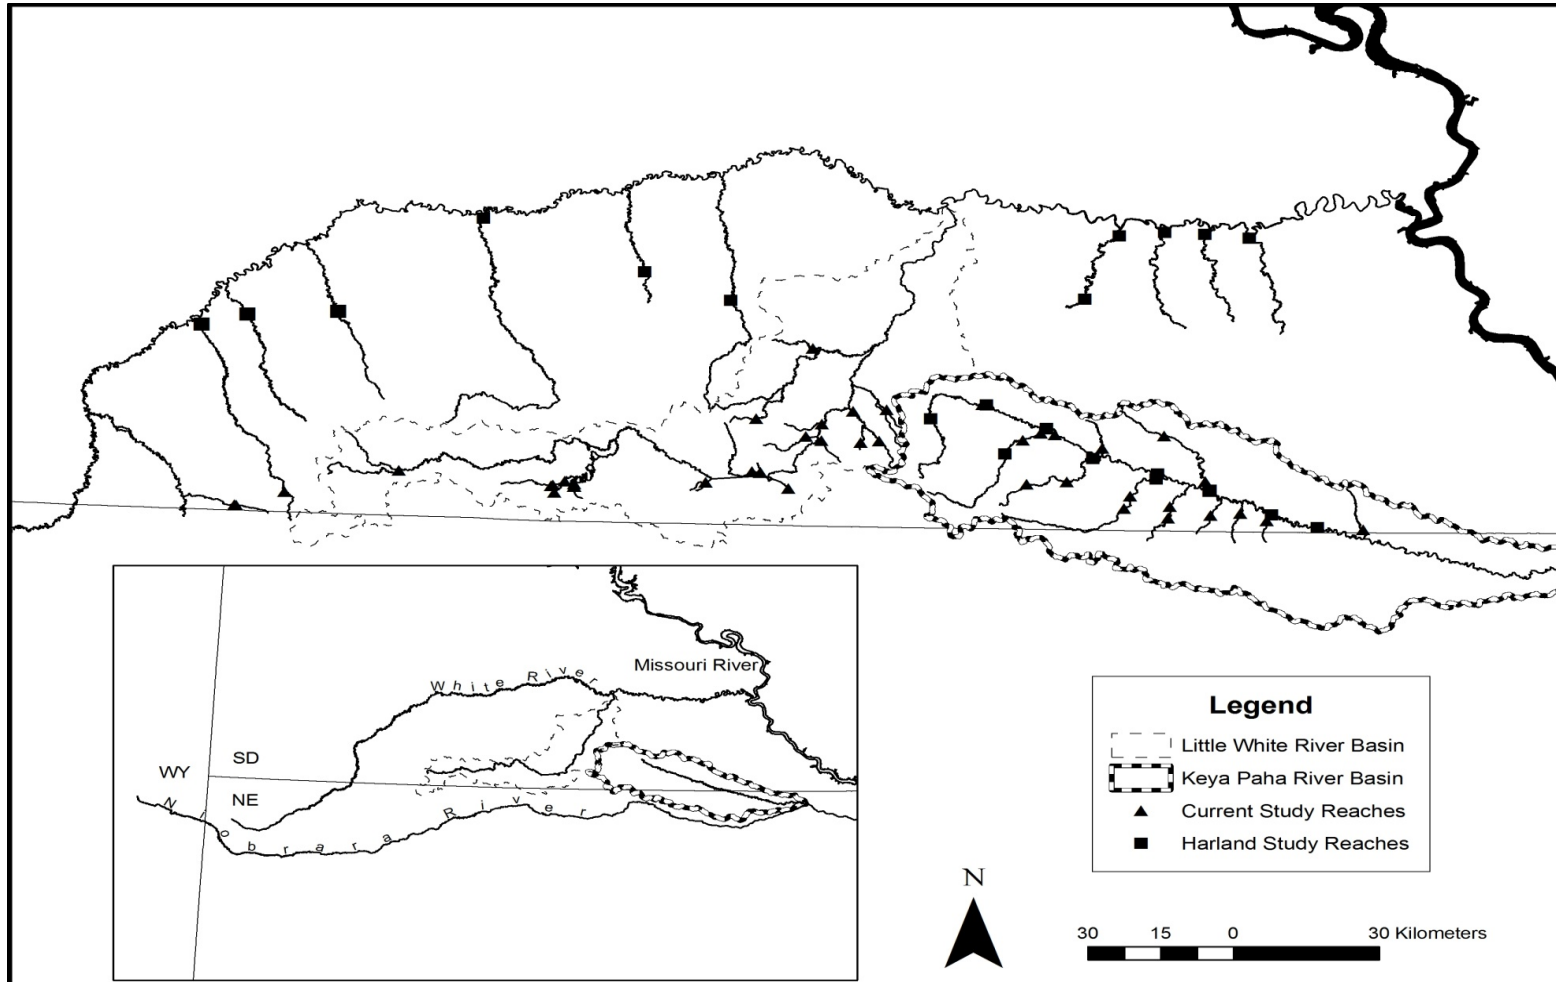 Missouri River
White River
SD
WY
NE
Niobrara River
Legend
Little White River Basin
Keya Paha River Basin
Current Study Reaches
Harland Study Reaches
N
30 15 0 30 Kilometers